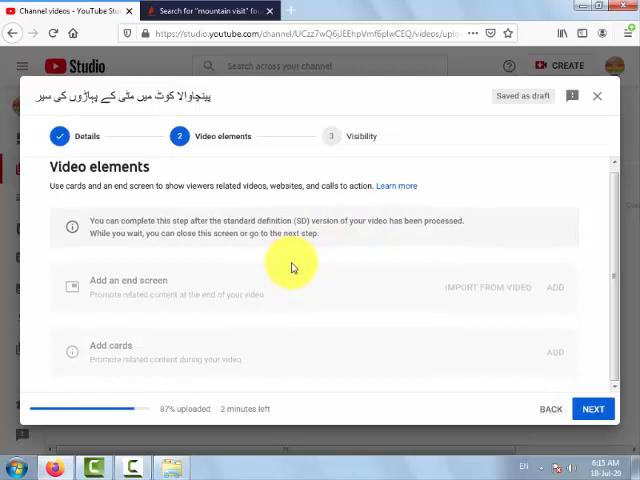 Channel videos - YouTube Stu
Search for "mountain visit" fou
https://studio.youtube.com/channel/UCzz7wQ6JEEhpVmf6plwCEQ/videos/uplo
Studio
Search across your channel
CREATE
پینچاوالا کوٹ میں مٹی کے پہاڑوں کی سیر
Saved as draft
Details
2
Video elements
3
Visibility
Video elements
Use cards and an end screen to show viewers related videos, websites, and calls to action. Learn more
You can complete this step after the standard definition (SD) version of your video has been processed.
While you wait, you can close this screen or go to the next step.
Add an end screen
Promote related content at the end of your video
IMPORT FROM VIDEO
ADD
Add cards
Promote related content during your video
ADD
87% uploaded
2 minutes left
BACK
NEXT
EN
6:15 AM
18-Jul-20